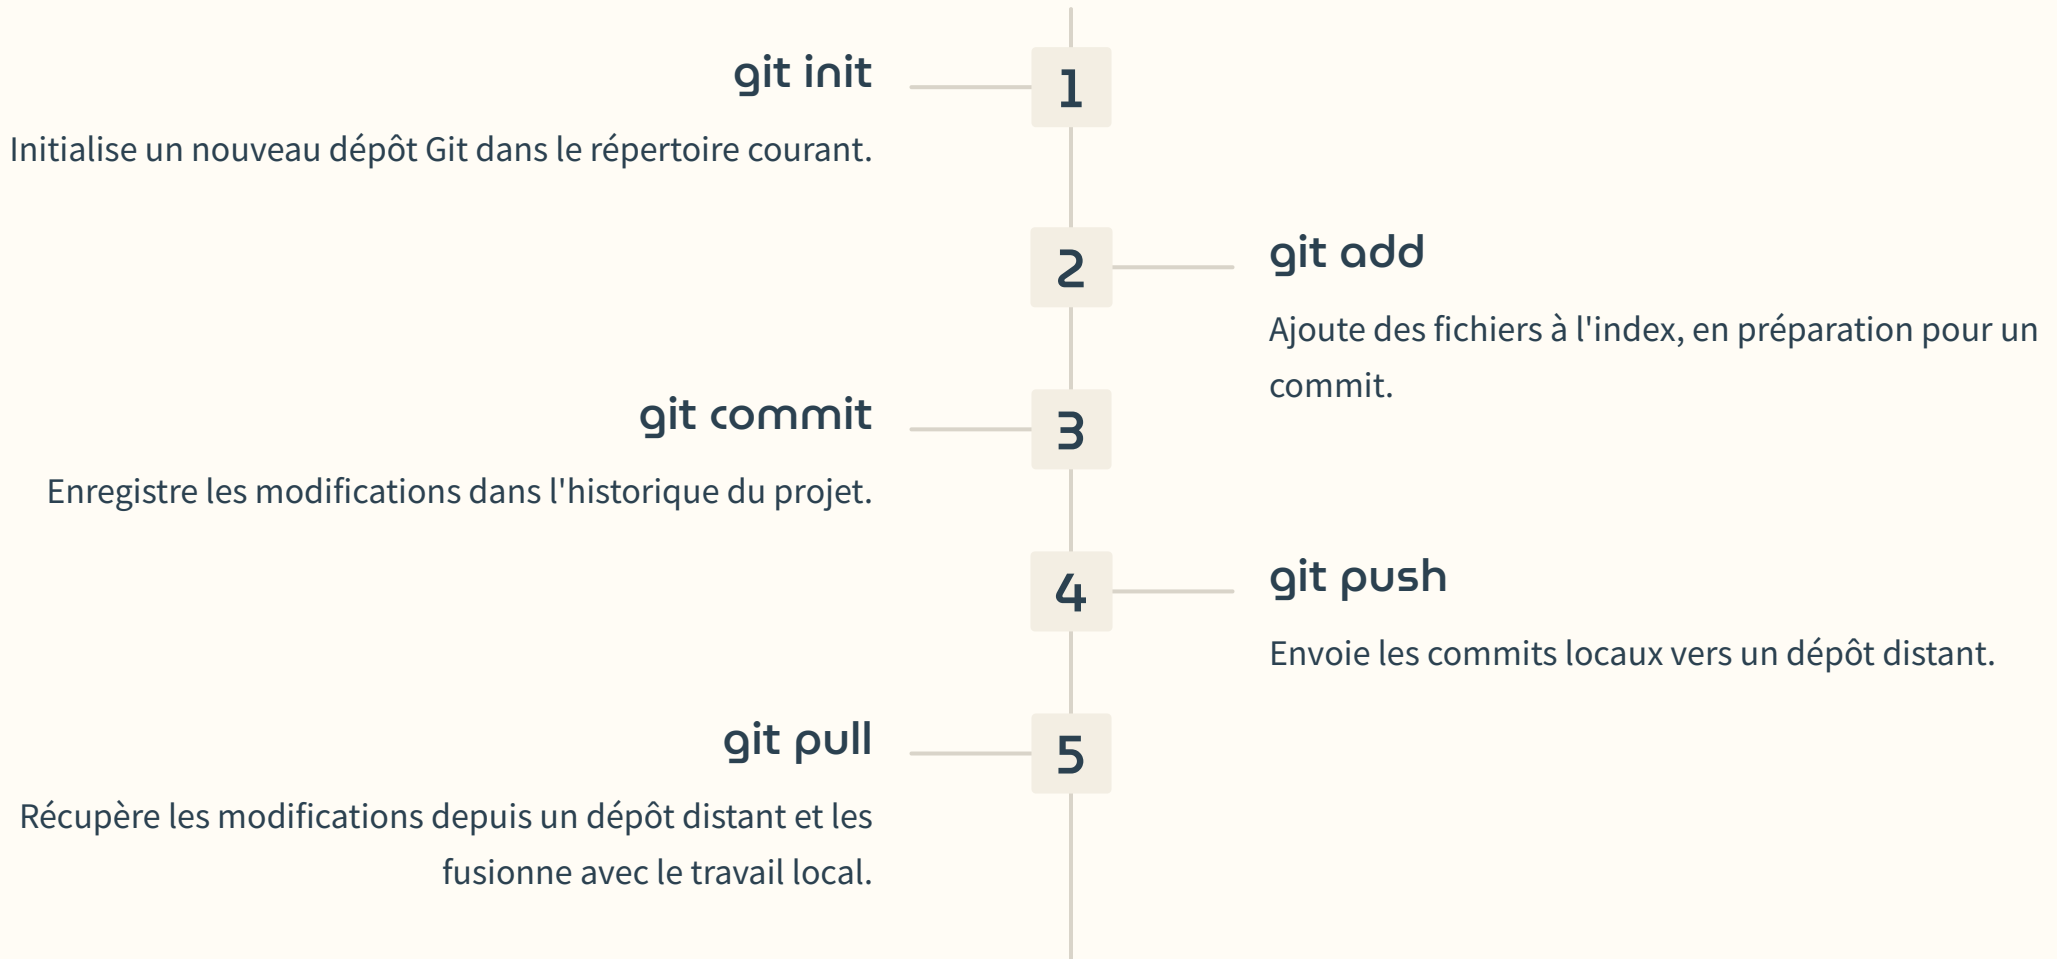 git init
1
Initialise un nouveau dépôt Git dans le répertoire courant.
2
git add
Ajoute des fichiers à l'index, en préparation pour un
commit.
git commit
3
Enregistre les modifications dans l'historique du projet.
4
git push
Envoie les commits locaux vers un dépôt distant.
git pull
5
Récupère les modifications depuis un dépôt distant et les
fusionne avec le travail local.